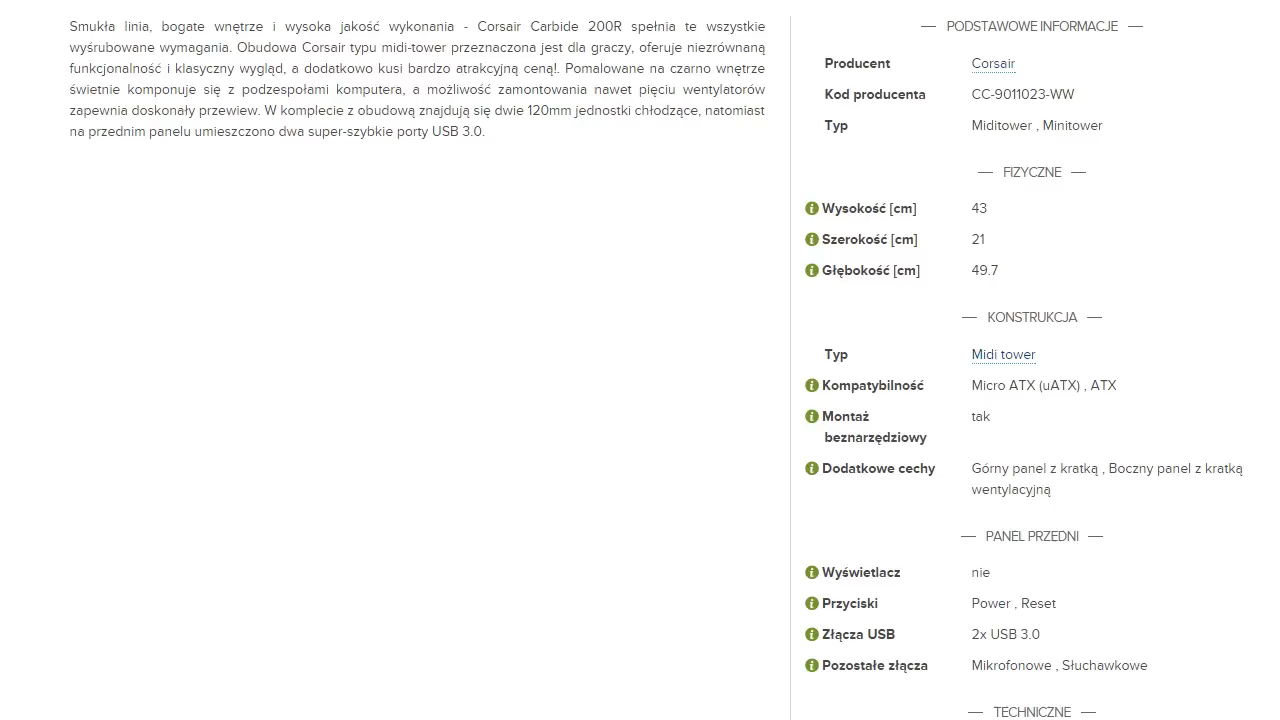 Smukła linia, bogate wnętrze i wysoka jakość wykonania - Corsair Carbide 200R spełnia te wszystkie
wyśrubowane wymagania. Obudowa Corsair typu midi-tower przeznaczona jest dla graczy, oferuje niezrównaną
funkcjonalność i klasyczny wygląd, a dodatkowo kusi bardzo atrakcyjną ceną!. Pomalowane na czarno wnętrze
świetnie komponuje się z podzespołami komputera, a możliwość zamontowania nawet pięciu wentylatorów
zapewnia doskonały przewiew. W komplecie z obudową znajdują się dwie 120mm jednostki chłodzące, natomiast
na przednim panelu umieszczono dwa super-szybkie porty USB 3.0.
— PODSTAWOWE INFORMACJE —
Producent Corsair
Kod producenta CC-9011023-WW
Typ Miditower , Minitower
— FIZYCZNE —
Wysokość [cm] 43
Szerokość [cm] 21
Głębokość [cm] 49.7
— KONSTRUKCJA —
Typ Midi tower
Kompatybilność Micro ATX (uATX) , ATX
Montaż tak
beznarzędziowy
Dodatkowe cechy Górny panel z kratką , Boczny panel z kratką
wentylacyjną
— PANEL PRZEDNI —
Wyświetlacz nie
Przyciski Power , Reset
Złącza USB 2x USB 3.0
Pozostałe złącza Mikrofonowe , Słuchawkowe
— TECHNICZNE —